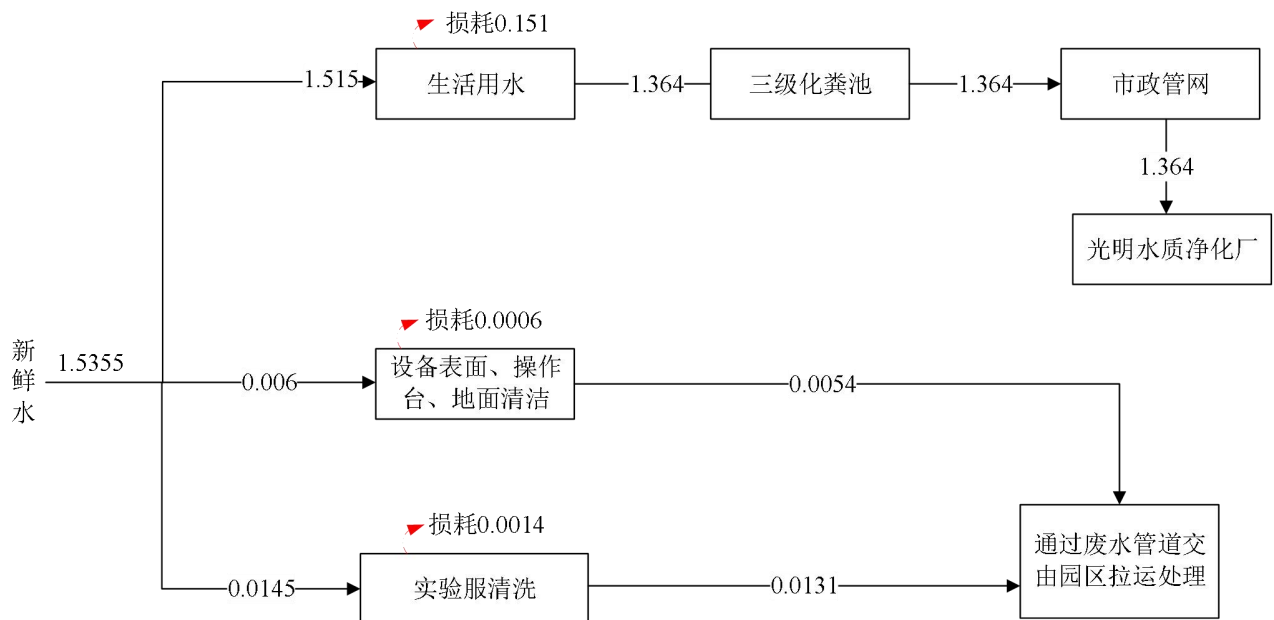 损耗0.151
1.515
生活用水
1.364
三级化粪池
1.364
市政管网
1.364
光明水质净化厂
新鲜水
1.5355
0.006
损耗0.0006
设备表面、操作
台、地面清洁
0.0054
损耗0.0014
0.0145
实验服清洗
0.0131
通过废水管道交
由园区拉运处理